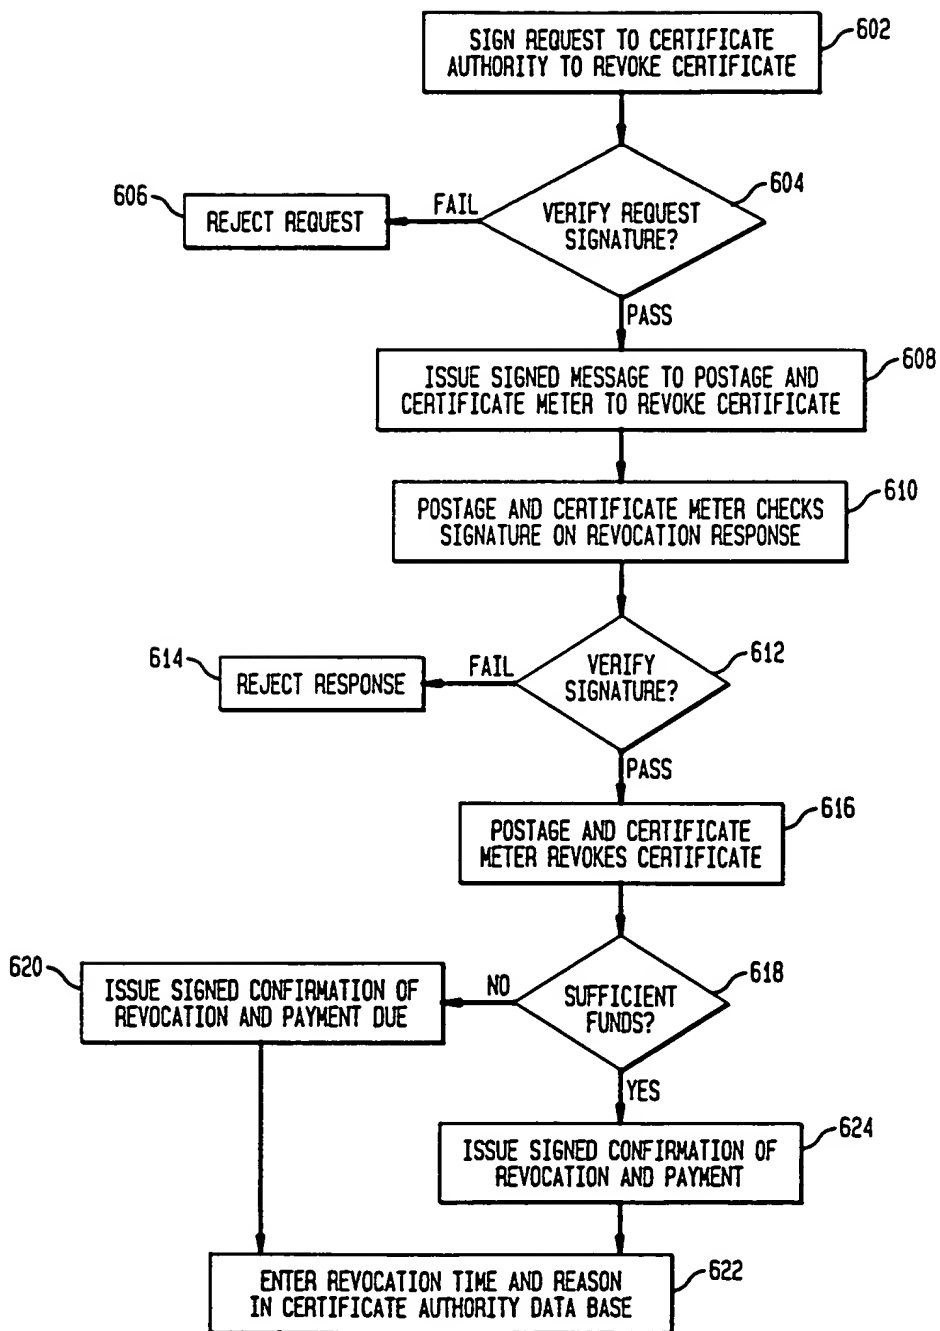 SIGN REQUEST TO CERTIFICATE
AUTHORITY TO REVOKE CERTIFICATE
602
604
606
FAIL
VERIFY REQUEST
SIGNATURE?
REJECT REQUEST
PASS
608
ISSUE SIGNED MESSAGE TO POSTAGE AND
CERTIFICATE METER TO REVOKE CERTIFICATE
610
POSTAGE AND CERTIFICATE METER CHECKS
SIGNATURE ON REVOCATION RESPONSE
612
614
FAIL
VERIFY
SIGNATURE?
REJECT RESPONSE
PASS
616
POSTAGE AND CERTIFICATE
METER REVOKES CERTIFICATE
620
618
ISSUE SIGNED CONFIRMATION OF
REVOCATION AND PAYMENT DUE
NO
SUFFICIENT
FUNDS?
YES
624
ISSUE SIGNED CONFIRMATION OF
REVOCATION AND PAYMENT
622
ENTER REVOCATION TIME AND REASON
IN CERTIFICATE AUTHORITY DATA BASE